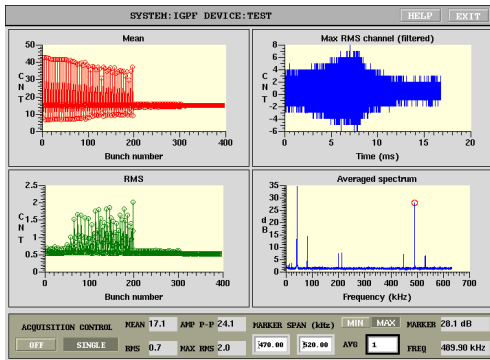 SYSTEM:IGPF DEVICE:TEST HELP EXIT
Mean
50
40
30
20
10
0
C N T
0 100 200 300 400
Bunch number
Max RMS channel (filtered)
8
6
4
2
0
-2
-4
-6
C N T
0 5 10 15 20
Time (ms)
RMS
2.5
2
1.5
1
0.5
0
C N T
0 100 200 300 400
Bunch number
Averaged spectrum
35
30
25
20
15
10
5
0
d B
0 100 200 300 400 500 600 700
Frequency (kHz)
ACQUISITION CONTROL MEAN 17.1 AMP P-P 24.1 MARKER SPAN (kHz) MIN MAX MARKER 28.1 dB
OFF SINGLE RMS 0.7 MAX RMS 2.0 470.00 520.00 AVG 1 FREQ 489.90 kHz